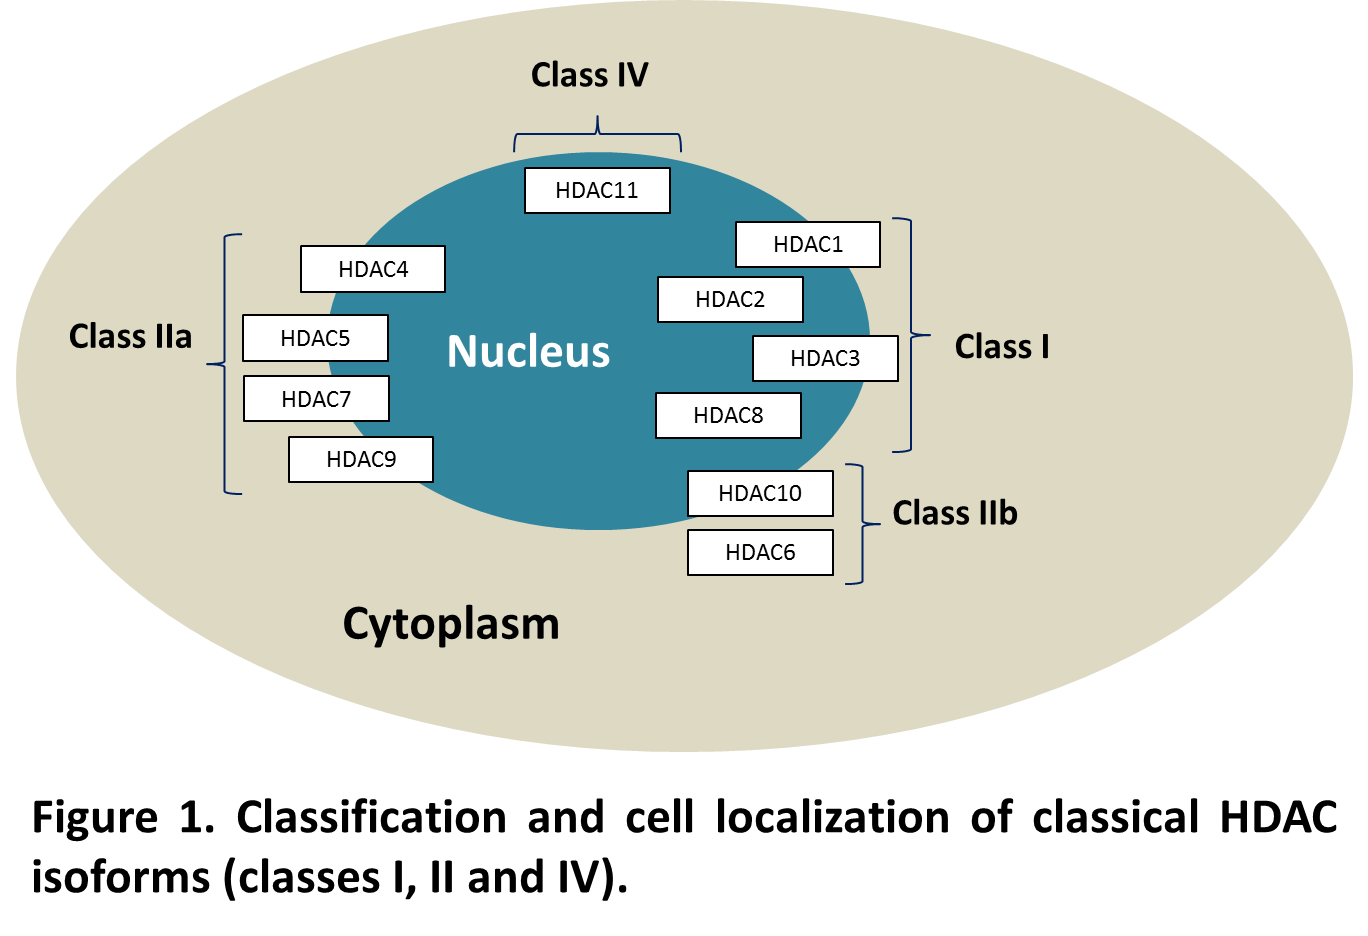 Class IV
HDAC11
HDAC1
HDAC4
HDAC2
HDAC5
Class IIa
Nucleus
HDAC3
Class I
HDAC7
HDAC8
HDAC9
HDAC10
Class IIb
HDAC6
Cytoplasm
Figure 1. Classification and cell localization of classical HDAC
isoforms (classes I, II and IV).